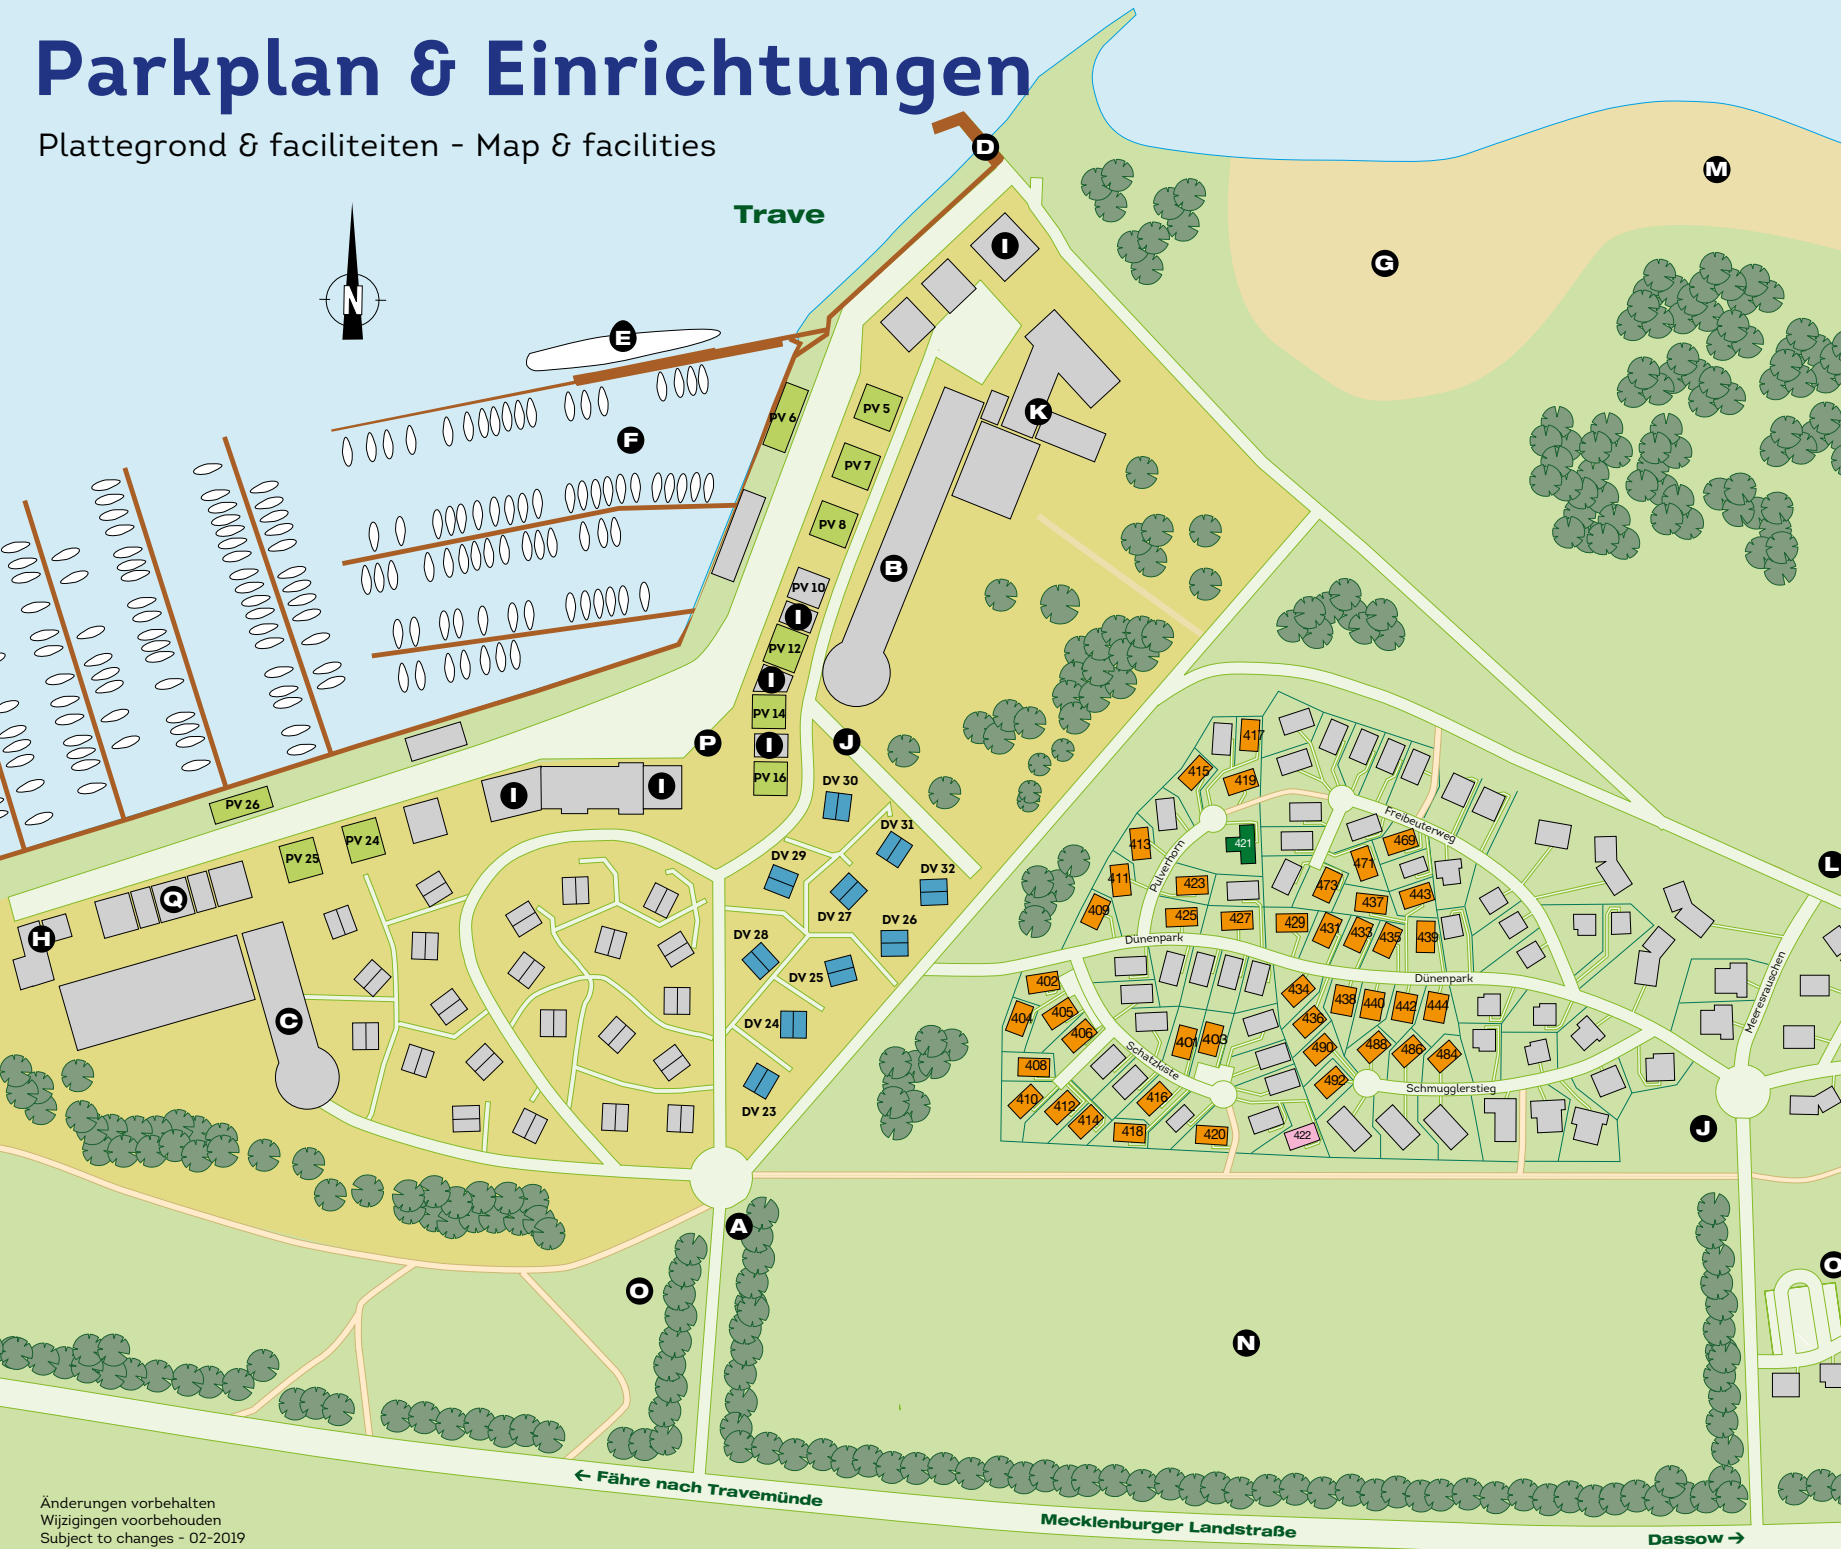 Parkplan & Einrichtungen
Plattegrond & faciliteiten - Map & facilities
D
M
Trave
I
G
N
E
K
PV 5
PV 6
F
PV 7
PV 8
B
PV 10
I
PV 12
I
PV 14
P
I
J
417
415
419
PV 16
DV 30
I
I
PV 26
Freibeuterweg
DV 31
PV 24
PV 25
413
421
469
Pulverhorn
471
L
DV 29
DV 32
411
423
473
443
Q
437
409
425
427
429
431
433
435
439
DV 27
DV 26
H
DV 28
Dünenpark
Dünenpark
DV 25
402
434
438
440
442
444
Meeresrauschen
404
405
436
C
DV 24
406
401
403
490
488
486
484
Schatzkiste
408
492
Schmugglerstieg
DV 23
410
412
416
414
418
420
422
J
A
O
O
N
← Fähre nach Travemünde
Mecklenburger Landstraße
Dassow →
Änderungen vorbehalten
Wijzigingen voorbehouden
Subject to changes - 02-2019